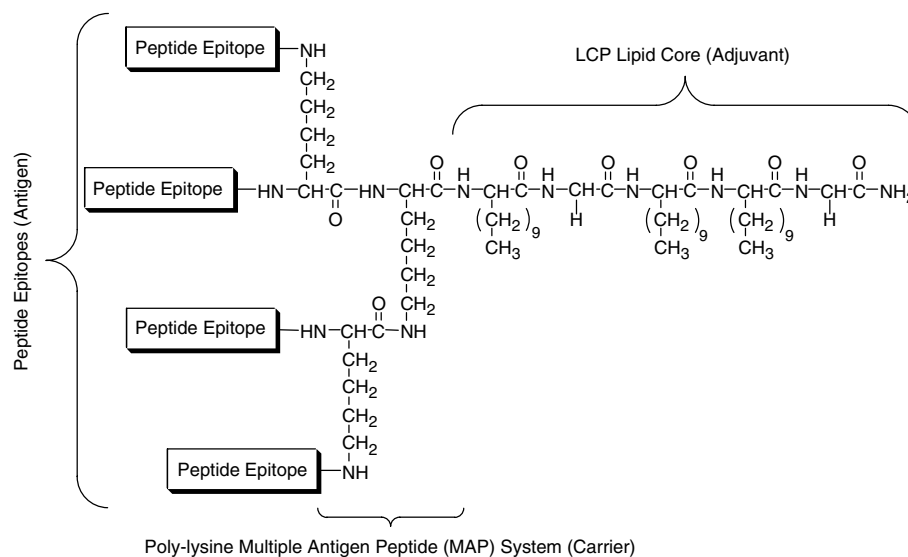 Peptide Epitope NH
LCP Lipid Core (Adjuvant)
CH2
CH2
CH2
CH2
O H O H O H O H O H O
Peptide Epitope HN CH C HN CH C N CH C N CH C N CH C N CH C N CH C NH2
O CH2 (CH2)9 H (CH2)9 (CH2)9 H
CH2 CH3 CH3 CH3
CH2
O CH2
Peptide Epitope HN CH C NH
CH2
CH2
CH2
CH2
Peptide Epitope NH
Peptide Epitopes (Antigen)
Poly-lysine Multiple Antigen Peptide (MAP) System (Carrier)